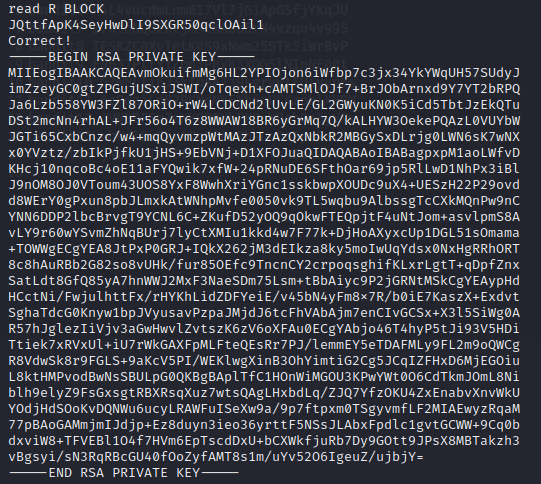 read R BLOCK
JQttfApK4SeyHwDlI9SXGR50qclOAil1
Correct!
-----BEGIN RSA PRIVATE KEY-----
MIIEogIBAAKCAQEAvmOkuifmMg6HL2YPIOjon6iWfbp7c3jx34YkYWqUH57SUdyJ
imZzeyGC0gtZPGujUSxiJSWI/oTqexh+cAMTSMlOJf7+BrJObArnxd9Y7YT2bRPQ
Ja6Lzb558YW3FZl87ORiO+rW4LCDCNd2lUvLE/GL2GWyuKN0K5iCd5TbtJzEkQTu
DSt2mcNn4rhAL+JFr56o4T6z8WWAW18BR6yGrMq7Q/kALHYW3OekePQAzL0VUYbW
JGTi65CxbCnzc/w4+mqQyvmzpWtMAzJTzAzQxNbkR2MBGySxDLrjg0LWN6sK7wNX
x0YVztz/zbIkPjfkU1jHS+9EbVNj+D1XFOJuaQIDAQABAoIBABagpxpM1aoLWfvD
KHcj10nqcoBc4oE11aFYQwik7xfW+24pRNuDE6SFthOar69jp5RlLwD1NhPx3iBl
J9nOM8OJ0VToum43UOS8YxF8WwhXriYGnc1sskbwpXOUDc9uX4+UESzH22P29ovd
d8WErY0gPxun8pbJLmxkAtWNhpMvfe0050vk9TL5wqbu9AlbssgTcCXkMQnPw9nC
YNN6DDP2lbcBrvgT9YCNL6C+ZKufD52yOQ9qOkwFTEQpjtF4uNtJom+asvlpmS8A
vLY9r60wYSvmZhNqBUrj7lyCtXMIu1kkd4w7F77k+DjHoAXyxcUp1DGL51sOmama
+TOWWgECgYEA8JtPxP0GRJ+IQkX262jM3dEIkza8ky5moIwUqYdsx0NxHgRRhORT
8c8hAuRBb2G82so8vUHk/fur85OEfc9TncnCY2crpoqsghifKLxrLgtT+qDpfZnx
SatLdt8GfQ85yA7hnWWJ2MxF3NaeSDm75Lsm+tBbAiyc9P2jGRNtMSkCgYEAypHd
HCctNi/FwjulhttFx/rHYKhLidZDFYeiE/v45bN4yFm8x7R/b0iE7KaszX+Exdvt
SghaTdcG0Knyw1bpJVyusavPzpaJMjdJ6tcFhVAbAjm7enCIvGCSx+X3l5SiWg0A
R57hJglezIiVjv3aGwHwvlZvtszK6zV6oXFAu0ECgYAbjo46T4hyP5tJi93V5HDi
Ttiek7xRVxUl+iU7rWkGAXFpMLFteQEsRr7PJ/lemmEY5eTDAFMLy9FL2m9oQWCg
R8VdwSk8r9FGLS+9aKcV5PI/WEKlwgXinB3OhYimtiG2Cg5JCqIZFHxD6MjEGOiu
L8ktHMPvodBwNsSBULpG0QKBgBAplTfC1HOnWiMGOU3KPwYWt0O6CdTkmJOmL8Ni
blh9elyZ9FsGxsgtRBXRsqXuz7wtsQAgLHxbdLq/ZJQ7YfzOKU4ZxEnabvXnvWkU
YOdjHdSOoKvDQNWu6ucyLRAWFuISeXw9a/9p7ftpxm0TSgyvmfLF2MIAEwyzRqaM
77pBAoGAMmjmIJdjp+Ez8duyn3ieo36yrttF5NSsJLAbxFpdlc1gvtGCWW+9Cq0b
dxviW8+TFVEBl1O4f7HVm6EpTscdDxU+bCXWkfjuRb7Dy9GOtt9JPsX8MBTakzh3
vBgsyi/sN3RqRBcGU40fOoZyfAMT8s1m/uYv52O6IgeuZ/ujbjY=
-----END RSA PRIVATE KEY-----